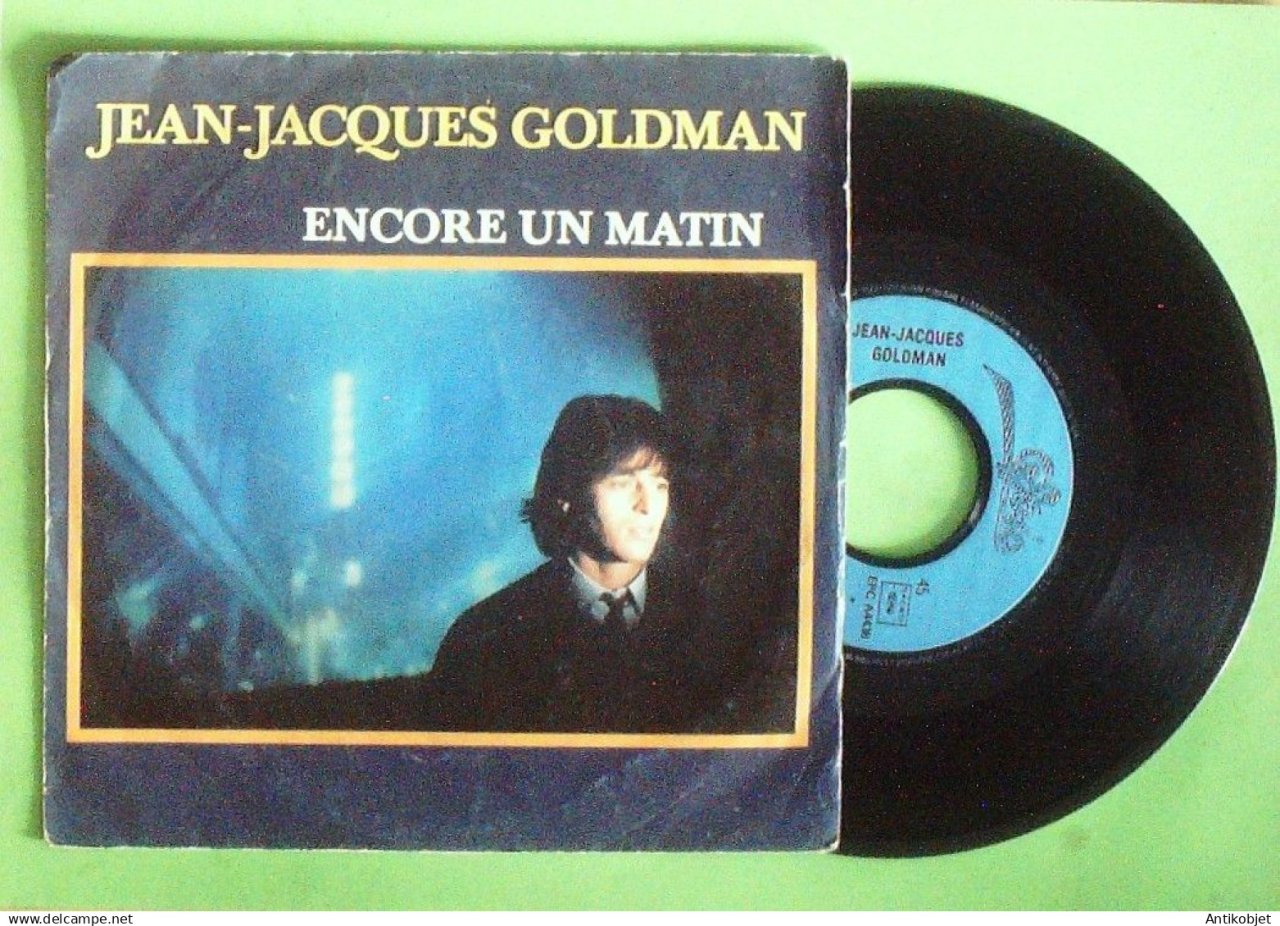 JEAN-JACQUES GOLDMAN
ENCORE UN MATIN
JEAN-JACQUES
GOLDMAN
45
www.delcampe.net
Antikobjet